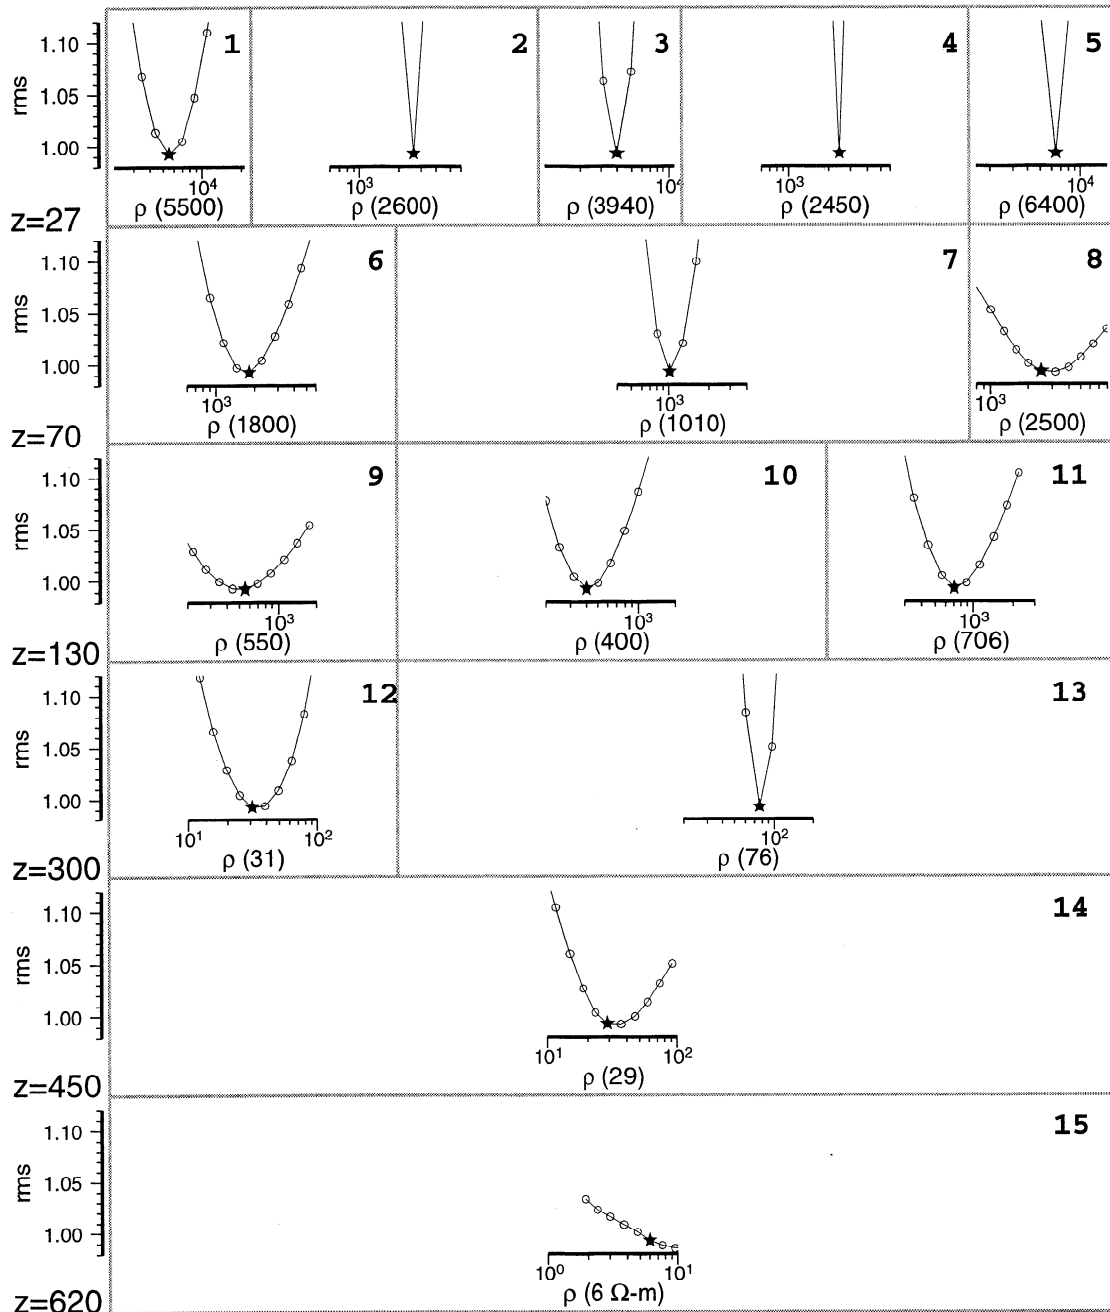 1.10 1 2 3 4 5
rms 1.05
1.00
10⁴ 10³ 10⁴ 10³ 10⁴
ρ (5500) ρ (2600) ρ (3940) ρ (2450) ρ (6400)
z=27
1.10 6 7 8
rms 1.05
1.00
10³ 10³ 10³
ρ (1800) ρ (1010) ρ (2500)
z=70
1.10 9 10 11
rms 1.05
1.00
10³ 10³ 10³
ρ (550) ρ (400) ρ (706)
z=130
1.10 12 13
rms 1.05
1.00
10¹ 10² 10²
ρ (31) ρ (76)
z=300
1.10 14
rms 1.05
1.00
10¹ 10²
ρ (29)
z=450
1.10 15
rms 1.05
1.00
10⁰ 10¹
ρ (6 Ω-m)
z=620